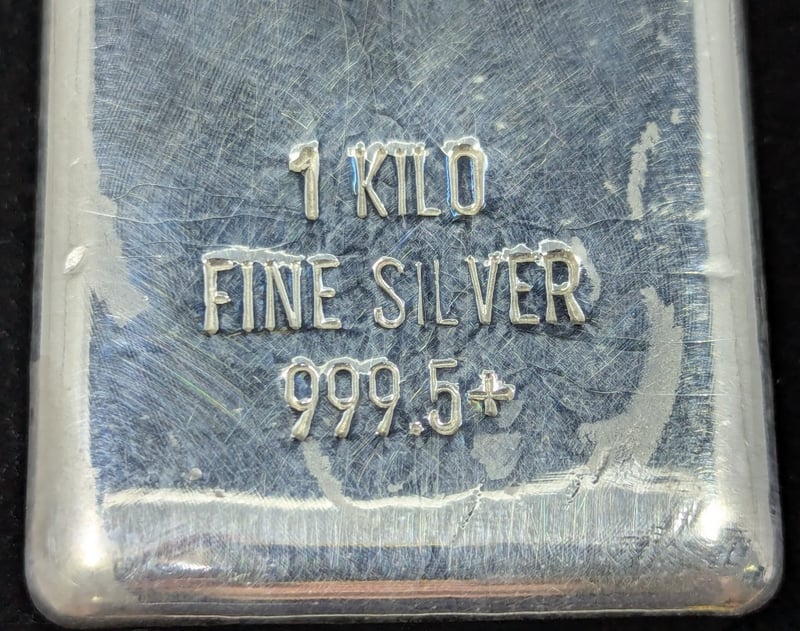 1 KILO
FINE SILVER
999.5+